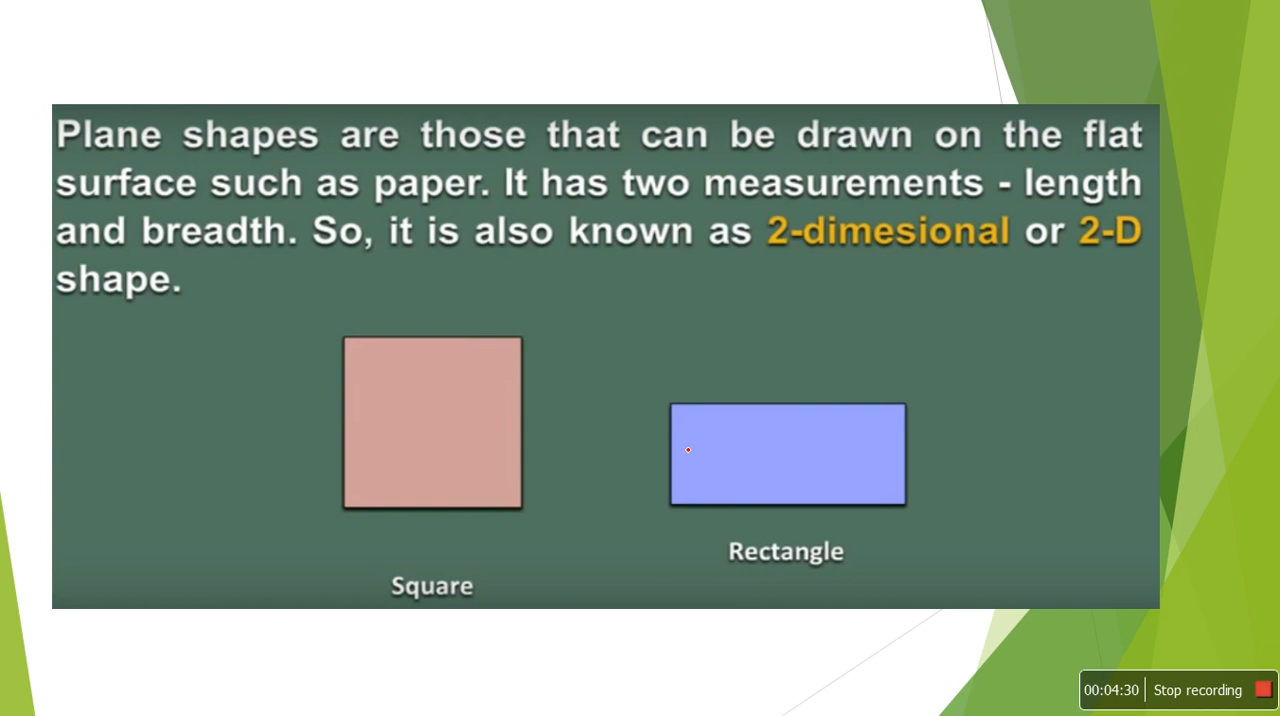 Plane shapes are those that can be drawn on the flat
surface such as paper. It has two measurements - length
and breadth. So, it is also known as 2-dimesional or 2-D
shape.
Rectangle
Square
00:04:30 Stop recording